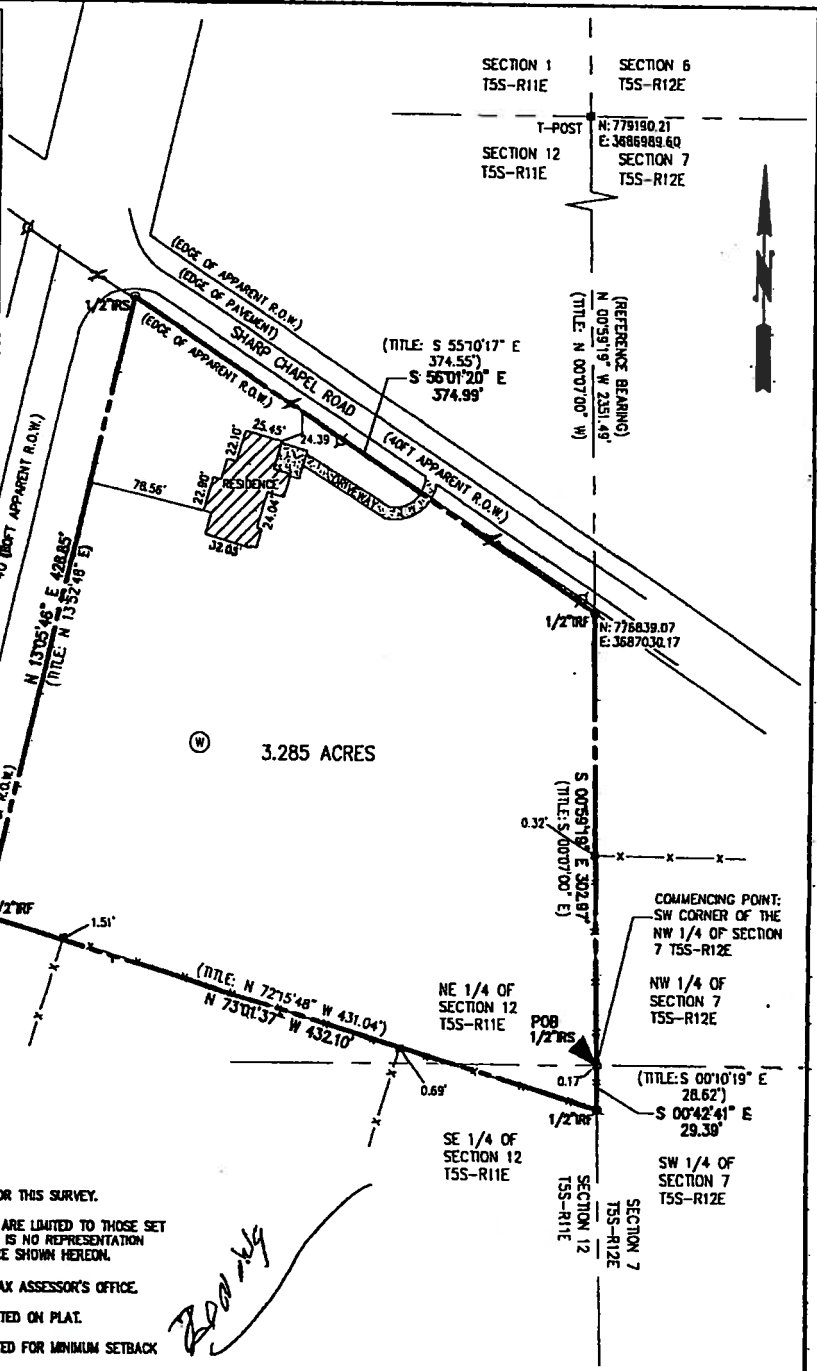 SECTION 1
T5S-R11E
SECTION 6
T5S-R12E
T-POST
N: 779190.21
E: 3686989.60
SECTION 12
T5S-R11E
SECTION 7
T5S-R12E
(REFERENCE BEARING)
N 00°59'19" W 2351.49'
(TITLE: N 00°07'00" W)
N
(EDGE OF APPARENT R.O.W.)
(EDGE OF PAVEMENT)
SHARP CHAPEL ROAD
(40FT APPARENT R.O.W.)
(EDGE OF APPARENT R.O.W.)
1/2"IRS
(TITLE: S 55°10'17" E
374.55')
S 56°01'20" E
374.99'
25.45'
24.39
22.10'
22.90'
RESIDENCE
24.04'
32.03'
DRIVEWAY
78.56'
(80FT APPARENT R.O.W.)
N 13°05'46" E 428.85'
(TITLE: N 13°52'48" E)
R.O.W.)
1/2"IRF
N: 776839.07
E: 3687030.17
W
3.285 ACRES
S 00°59'19" E 302.97'
(TITLE: S 00°07'00" E)
0.32'
COMMENCING POINT:
SW CORNER OF THE
NW 1/4 OF SECTION
7 T5S-R12E
/2"IRF
1.51'
(TITLE: N 72°15'48" W 431.04')
N 73°01'37" W 432.10'
NE 1/4 OF
SECTION 12
T5S-R11E
NW 1/4 OF
SECTION 7
T5S-R12E
POB
1/2"IRS
0.17
0.69'
(TITLE: S 00°10'19" E
28.62')
S 00°42'41" E
29.39'
1/2"IRF
SE 1/4 OF
SECTION 12
T5S-R11E
SW 1/4 OF
SECTION 7
T5S-R12E
SECTION 12
T5S-R11E
SECTION 7
T5S-R12E
OR THIS SURVEY.
ARE LIMITED TO THOSE SET
IS NO REPRESENTATION
E SHOWN HEREON.
AX ASSESSOR'S OFFICE.
TED ON PLAT.
ED FOR MINIMUM SETBACK